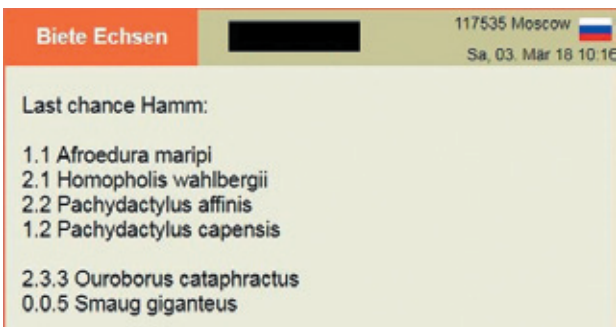 Biete Echsen
117535 Moscow
Sa, 03. Mär 18 10:16
Last chance Hamm:
1.1 Afroedura maripi
2.1 Homopholis wahlbergii
2.2 Pachydactylus affinis
1.2 Pachydactylus capensis
2.3.3 Ouroborus cataphractus
0.0.5 Smaug giganteus